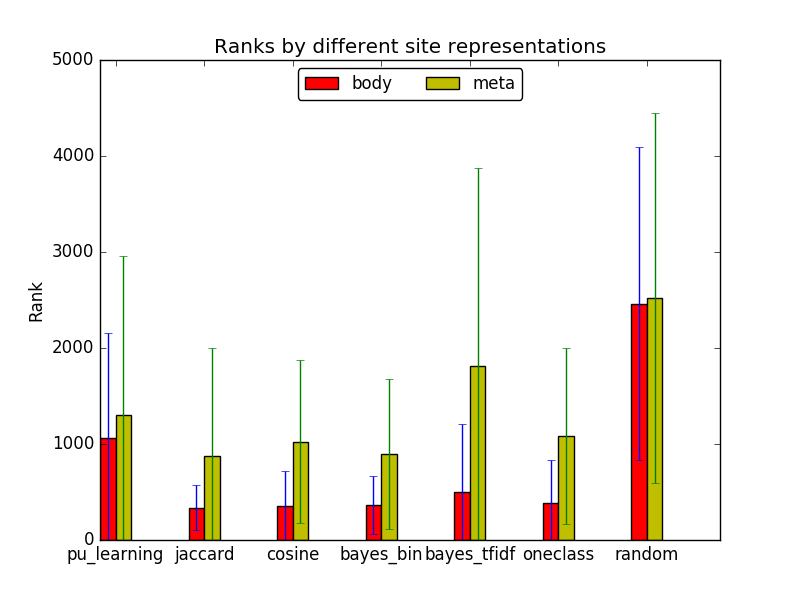 Ranks by different site representations
body meta
5000
4000
3000
2000
1000
0
Rank
pu_learning jaccard cosine bayes_bin bayes_tfidf oneclass random